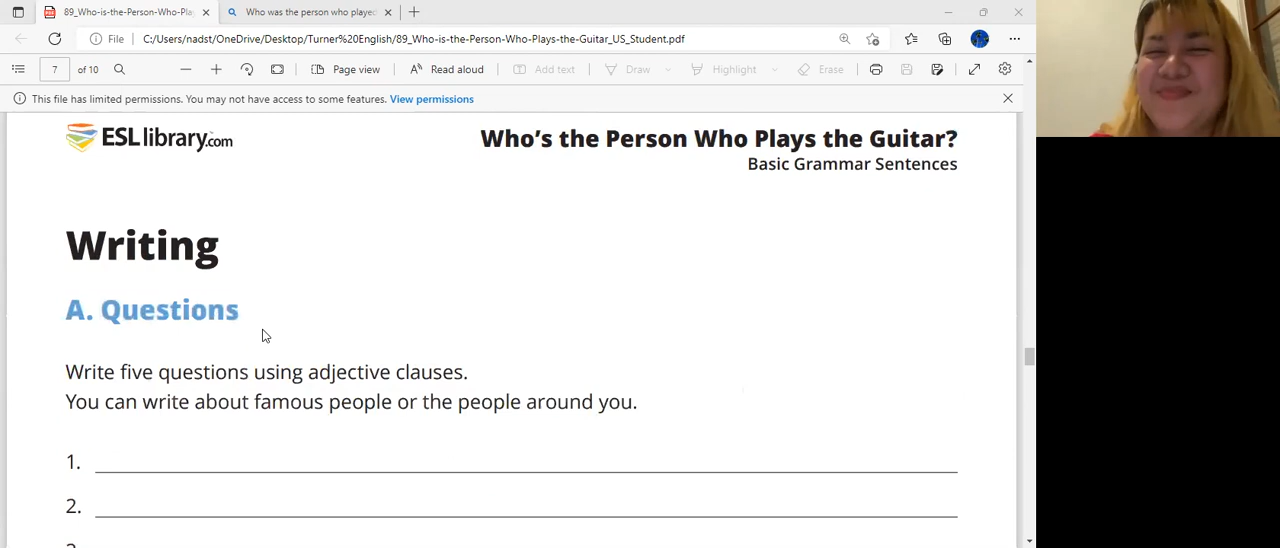 89_Who-is-the-Person-Who-Pla
Who was the person who played
File
C:/Users/nadst/OneDrive/Desktop/Turner%20English/89_Who-is-the-Person-Who-Plays-the-Guitar_US_Student.pdf
7 of 10
Page view
Read aloud
Add text
Draw
Highlight
Erase
This file has limited permissions. You may not have access to some features. View permissions
ESLlibrary.com
Who's the Person Who Plays the Guitar?
Basic Grammar Sentences
Writing
A. Questions
Write five questions using adjective clauses.
You can write about famous people or the people around you.
1.
2.